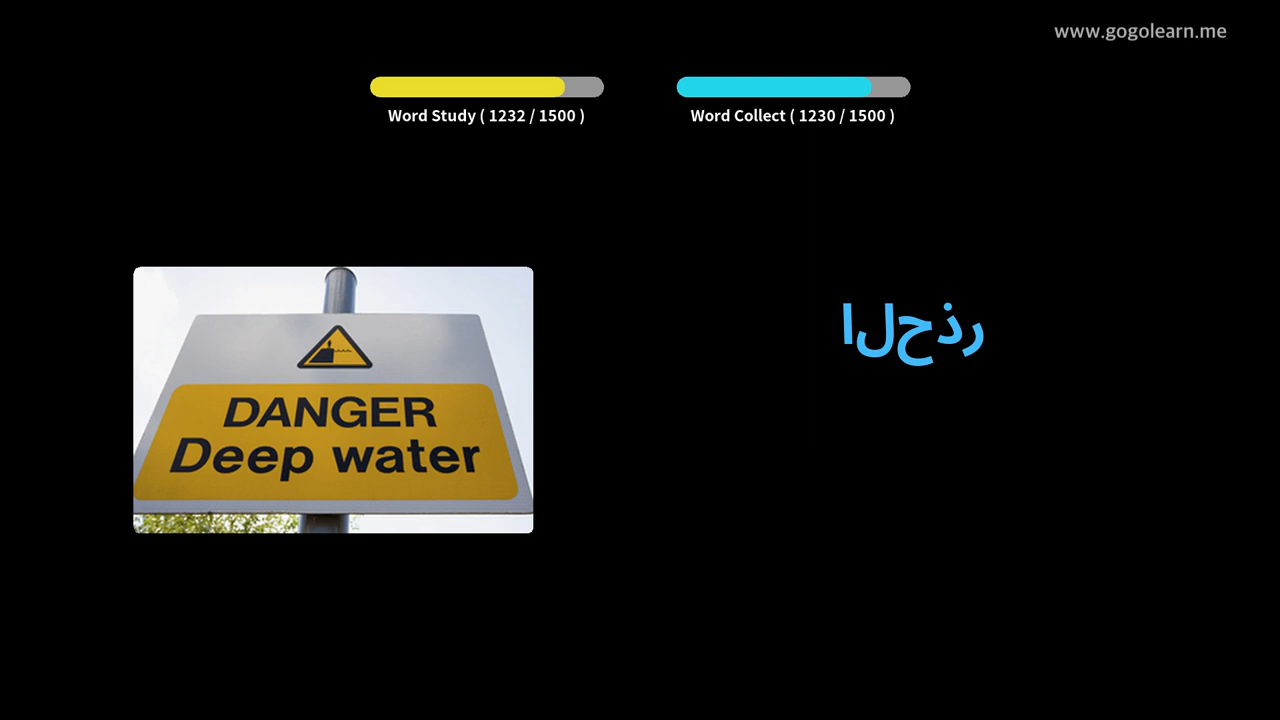 www.gogolearn.me
Word Study ( 1232 / 1500 )
Word Collect ( 1230 / 1500 )
DANGER
Deep water
الحذر